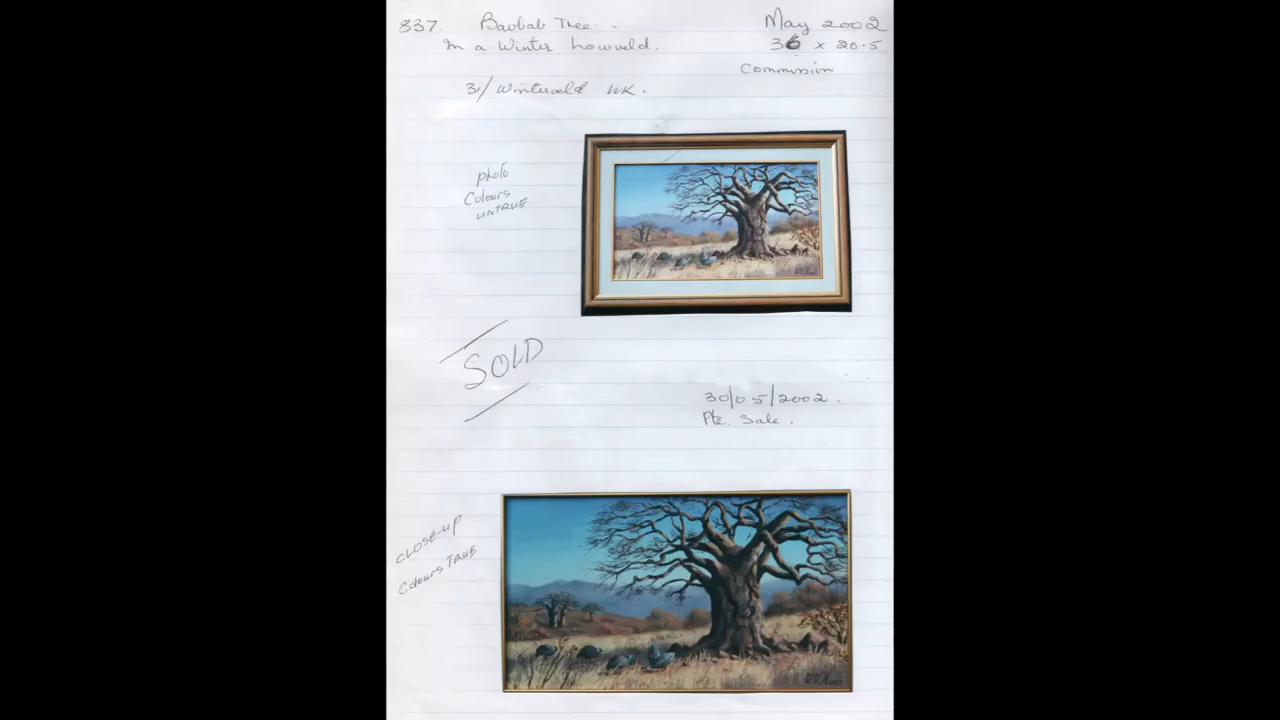 837. Baobab Tree.
May 2002
In a Winter Lowveld.
36 x 20.5
Commission
3/ Winterveld UK.
photo
Colours
UNTRUE
SOLD
30/05/2002.
Pte. Sale.
CLOSE-UP
Colours TRUE